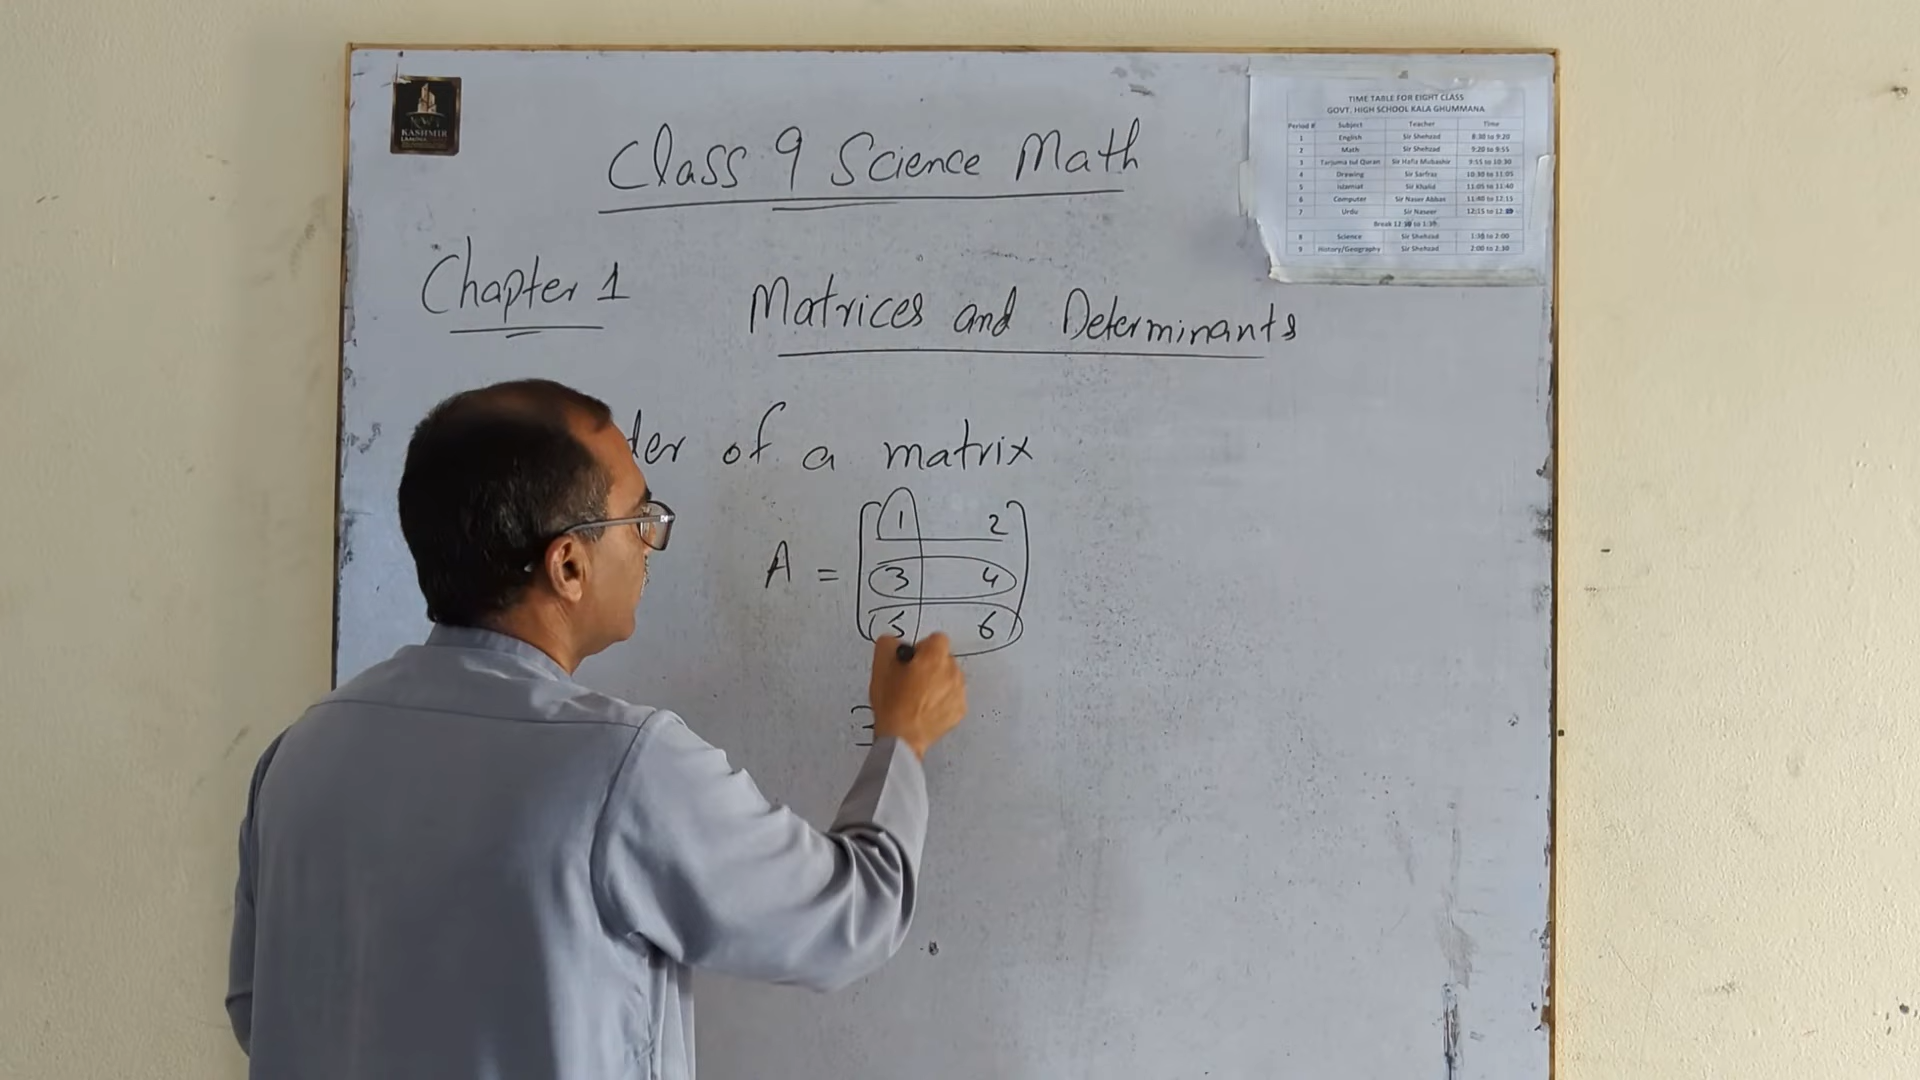 KASHMIR
Class 9 Science Math
Chapter 1 Matrices and Determinants
der of a matrix
A = [ 1 2
3 4
5 6 ]
3
TIME TABLE FOR EIGHT CLASS
GOVT. HIGH SCHOOL KALA GHUMMANA
Period # Subject Teacher Time
1 English Sir Shehzad 8:30 to 9:20
2 Math Sir Shehzad 9:20 to 9:55
3 Tarjuma tul Quran Sir Hafiz Mubashir 9:55 to 10:30
4 Drawing Sir Sarfraz 10:30 to 11:05
5 Islamiat Sir Khalid 11:05 to 11:40
6 Computer Sir Naser Abbas 11:40 to 12:15
7 Urdu Sir Naseer 12:15 to
Break
8 Science Sir Shehzad 1:30 to 2:00
9 History/Geography Sir Shehzad 2:00 to 2:30